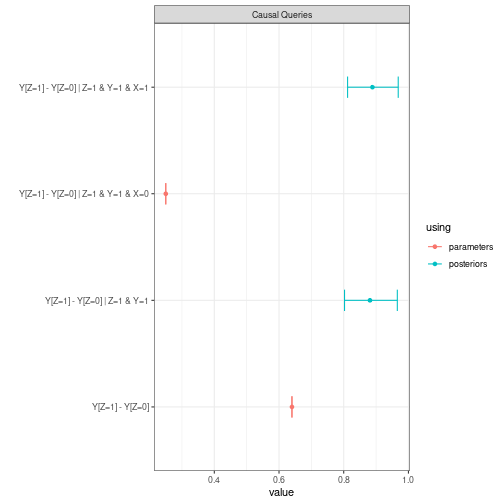 Causal Queries
Y[Z=1] - Y[Z=0] | Z=1 & Y=1 & X=1
Y[Z=1] - Y[Z=0] | Z=1 & Y=1 & X=0
Y[Z=1] - Y[Z=0] | Z=1 & Y=1
Y[Z=1] - Y[Z=0]
0.4 0.6 0.8 1.0
value
using
parameters
posteriors